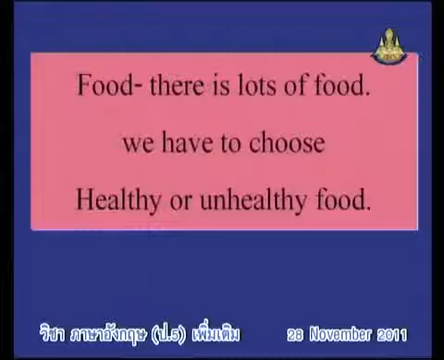 Food- there is lots of food.
we have to choose
Healthy or unhealthy food.
วิชา ภาษาอังกฤษ (ป.5) เพิ่มเติม
28 November 2011